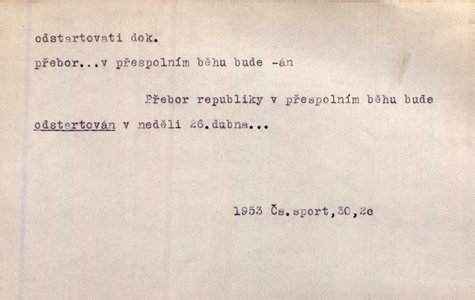 odstartovati dok.
přebor...v přespolním běhu bude -án
Přebor republiky v přespolním běhu bude
odstartován v neděli 26.dubna...
1953 Čs.sport,30,2c